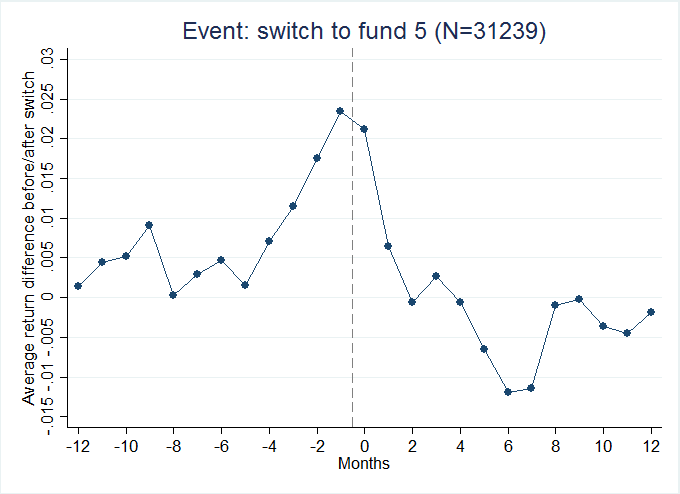 Event: switch to fund 5 (N=31239)
Average return difference before/after switch
.03
.025
.02
.015
.01
.005
0
-.005
-.01
-.015
-12 -10 -8 -6 -4 -2 0 2 4 6 8 10 12
Months